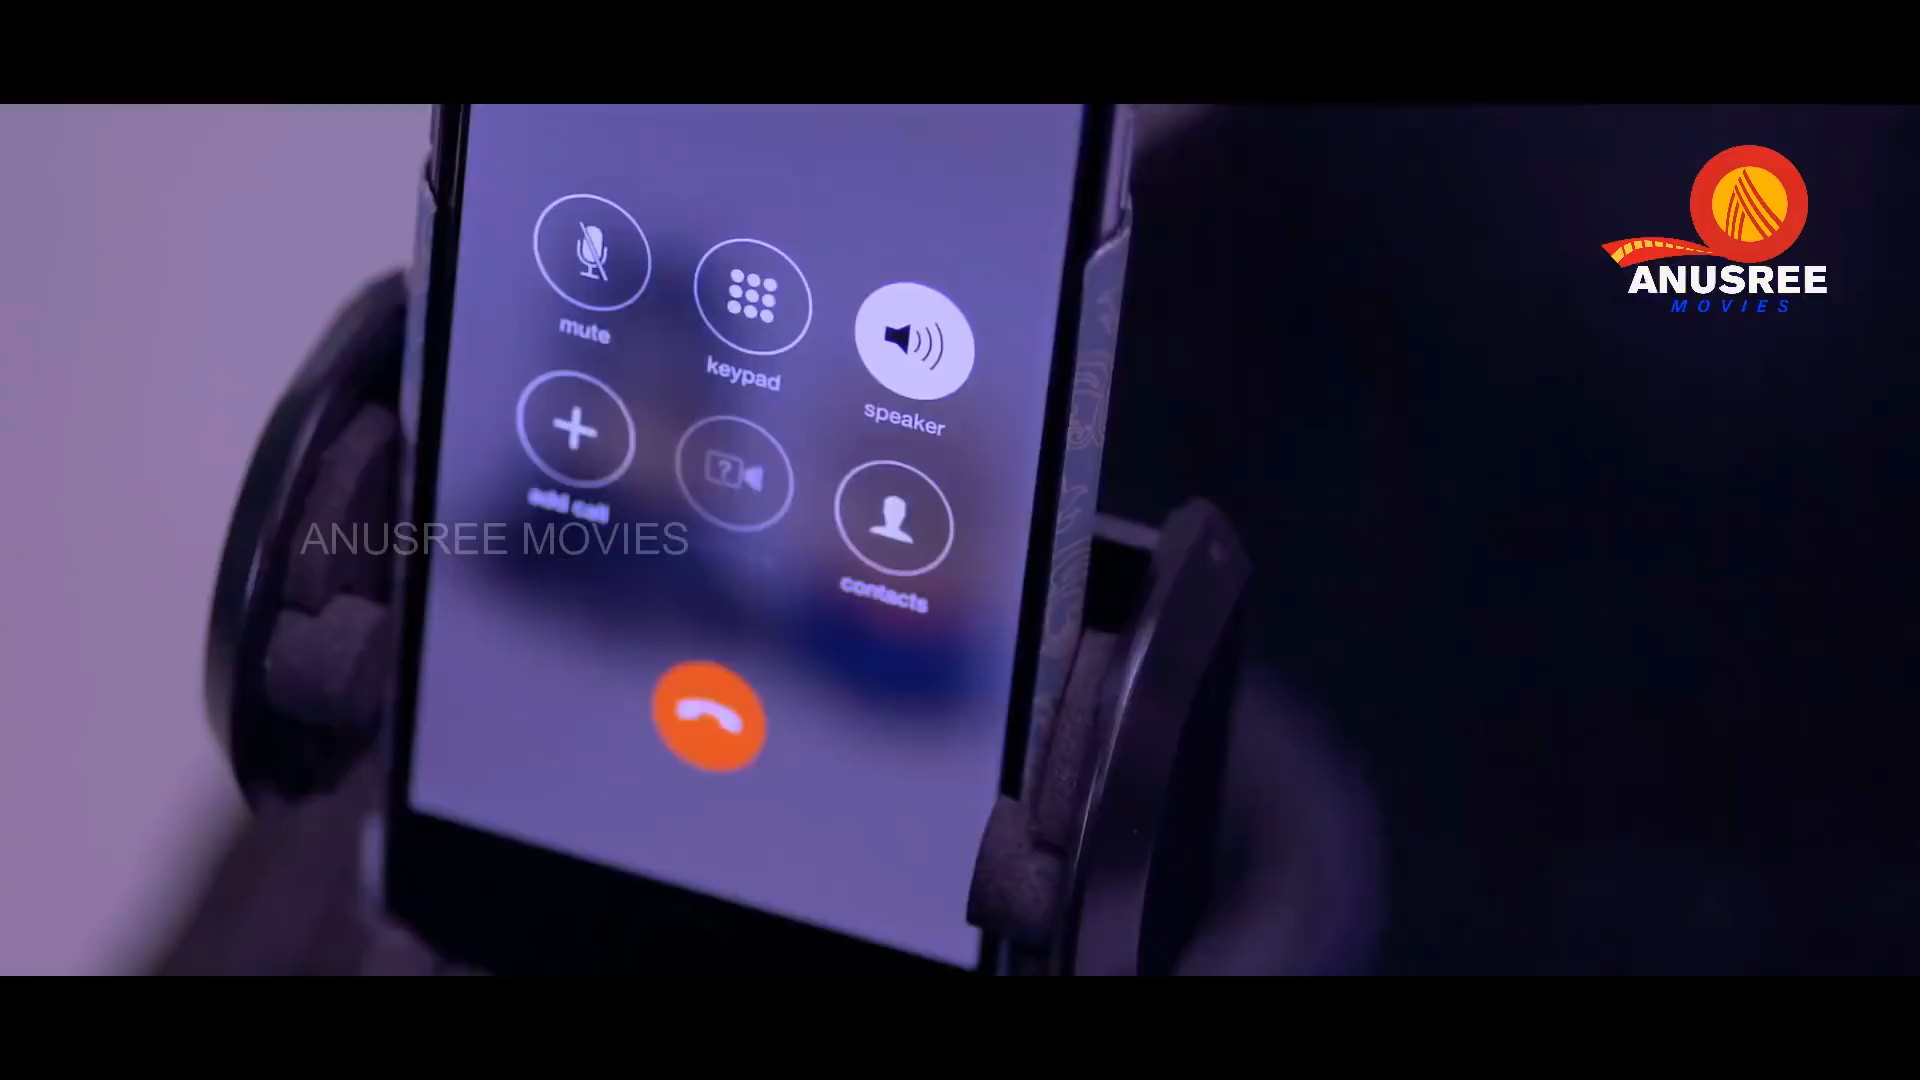 ANUSREE
MOVIES
mute
keypad
speaker
add call
contacts
ANUSREE MOVIES